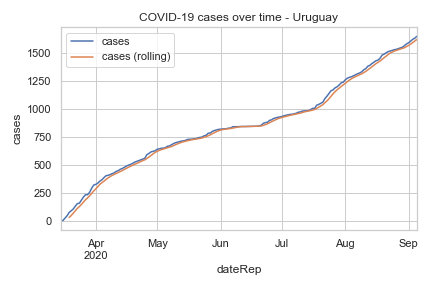 COVID-19 cases over time - Uruguay
cases
cases (rolling)
cases
1500
1250
1000
750
500
250
0
Apr May Jun Jul Aug Sep
2020
dateRep